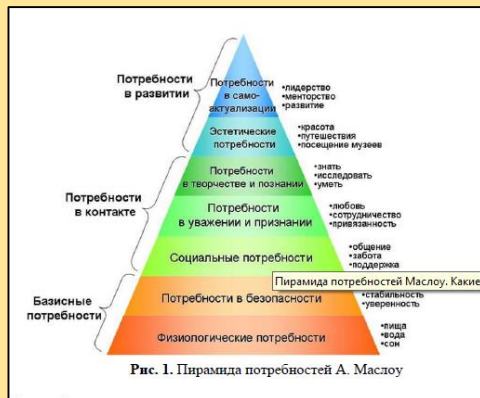 Потребности
в развитии
Потребности
в само-
актуализации
•лидерство
•менторство
•развитие
Эстетические
потребности
•красота
•путешествия
•посещение музеев
Потребности
в контакте
Потребности
в творчестве и познании
•знать
•исследовать
•уметь
Потребности
в уважении и признании
•любовь
•сотрудничество
•привязанность
Социальные потребности
•общение
•забота
•поддержка
Пирамида потребностей Маслоу. Какие
Базисные
потребности
Потребности в безопасности
•стабильность
•уверенность
Физиологические потребности
•пища
•вода
•сон
Рис. 1. Пирамида потребностей А. Маслоу